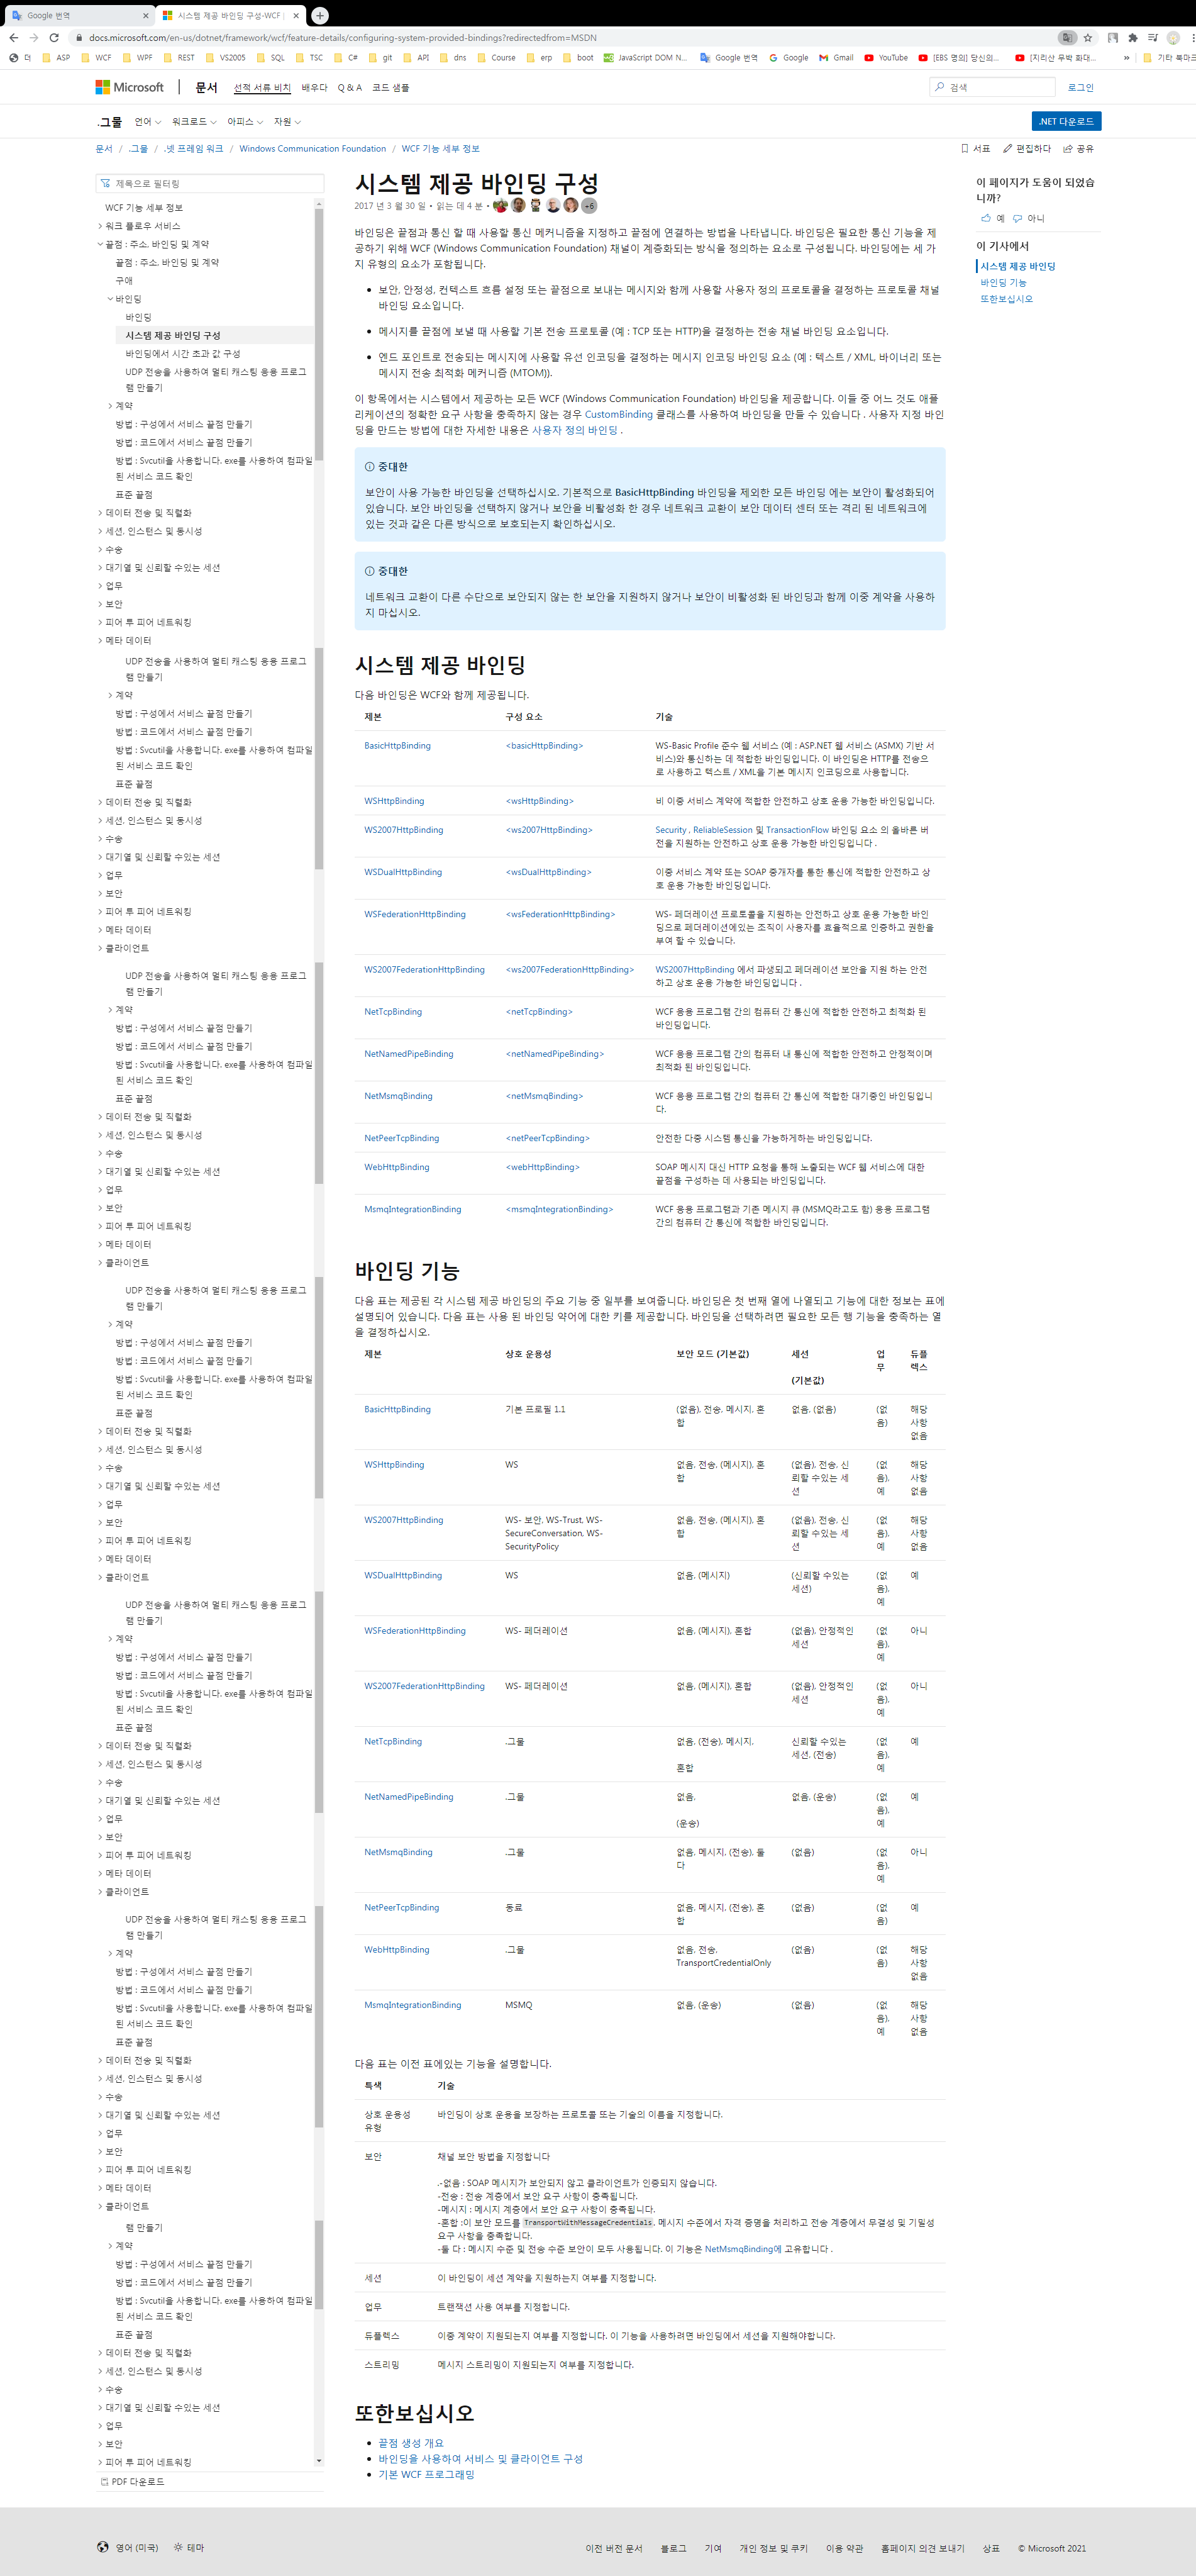 Google 번역
시스템 제공 바인딩 구성-WCF |
docs.microsoft.com/en-us/dotnet/framework/wcf/feature-details/configuring-system-provided-bindings?redirectedfrom=MSDN
더 ASP WCF WPF REST VS2005 SQL TSC C# git API dns Course erp boot JavaScript DOM N... Google 번역 Google Gmail YouTube [EBS 명의] 당신의... [지리산 무박 화대... » 기타 북마크
Microsoft 문서 선적 서류 비치 배우다 Q & A 코드 샘플 검색 로그인
.그물 언어 워크로드 아피스 자원 .NET 다운로드
문서 / .그물 / .넷 프레임 워크 / Windows Communication Foundation / WCF 기능 세부 정보 서표 편집하다 공유
제목으로 필터링
WCF 기능 세부 정보
워크 플로우 서비스
끝점 : 주소, 바인딩 및 계약
끝점 : 주소, 바인딩 및 계약
구매
바인딩
바인딩
시스템 제공 바인딩 구성
바인딩에서 시간 초과 값 구성
UDP 전송을 사용하여 멀티 캐스팅 응용 프로그
램 만들기
계약
방법 : 구성에서 서비스 끝점 만들기
방법 : 코드에서 서비스 끝점 만들기
방법 : Svcutil을 사용합니다. exe를 사용하여 컴파일
된 서비스 코드 확인
표준 끝점
데이터 전송 및 직렬화
세션, 인스턴스 및 동시성
수송
대기열 및 신뢰할 수있는 세션
업무
보안
피어 투 피어 네트워킹
메타 데이터
UDP 전송을 사용하여 멀티 캐스팅 응용 프로그
램 만들기
계약
방법 : 구성에서 서비스 끝점 만들기
방법 : 코드에서 서비스 끝점 만들기
방법 : Svcutil을 사용합니다. exe를 사용하여 컴파일
된 서비스 코드 확인
표준 끝점
데이터 전송 및 직렬화
세션, 인스턴스 및 동시성
수송
대기열 및 신뢰할 수있는 세션
업무
보안
피어 투 피어 네트워킹
메타 데이터
클라이언트
UDP 전송을 사용하여 멀티 캐스팅 응용 프로그
램 만들기
계약
방법 : 구성에서 서비스 끝점 만들기
방법 : 코드에서 서비스 끝점 만들기
방법 : Svcutil을 사용합니다. exe를 사용하여 컴파일
된 서비스 코드 확인
표준 끝점
데이터 전송 및 직렬화
세션, 인스턴스 및 동시성
수송
대기열 및 신뢰할 수있는 세션
업무
보안
피어 투 피어 네트워킹
메타 데이터
클라이언트
UDP 전송을 사용하여 멀티 캐스팅 응용 프로그
램 만들기
계약
방법 : 구성에서 서비스 끝점 만들기
방법 : 코드에서 서비스 끝점 만들기
방법 : Svcutil을 사용합니다. exe를 사용하여 컴파일
된 서비스 코드 확인
표준 끝점
데이터 전송 및 직렬화
세션, 인스턴스 및 동시성
수송
대기열 및 신뢰할 수있는 세션
업무
보안
피어 투 피어 네트워킹
메타 데이터
클라이언트
UDP 전송을 사용하여 멀티 캐스팅 응용 프로그
램 만들기
계약
방법 : 구성에서 서비스 끝점 만들기
방법 : 코드에서 서비스 끝점 만들기
방법 : Svcutil을 사용합니다. exe를 사용하여 컴파일
된 서비스 코드 확인
표준 끝점
데이터 전송 및 직렬화
세션, 인스턴스 및 동시성
수송
대기열 및 신뢰할 수있는 세션
업무
보안
피어 투 피어 네트워킹
메타 데이터
클라이언트
UDP 전송을 사용하여 멀티 캐스팅 응용 프로그
램 만들기
계약
방법 : 구성에서 서비스 끝점 만들기
방법 : 코드에서 서비스 끝점 만들기
방법 : Svcutil을 사용합니다. exe를 사용하여 컴파일
된 서비스 코드 확인
표준 끝점
데이터 전송 및 직렬화
세션, 인스턴스 및 동시성
수송
대기열 및 신뢰할 수있는 세션
업무
보안
피어 투 피어 네트워킹
메타 데이터
클라이언트
램 만들기
계약
방법 : 구성에서 서비스 끝점 만들기
방법 : 코드에서 서비스 끝점 만들기
방법 : Svcutil을 사용합니다. exe를 사용하여 컴파일
된 서비스 코드 확인
표준 끝점
데이터 전송 및 직렬화
세션, 인스턴스 및 동시성
수송
대기열 및 신뢰할 수있는 세션
업무
보안
피어 투 피어 네트워킹
PDF 다운로드
시스템 제공 바인딩 구성
2017 년 3 월 30 일 • 읽는 데 4 분 • +6
바인딩은 끝점과 통신 할 때 사용할 통신 메커니즘을 지정하고 끝점에 연결하는 방법을 나타냅니다. 바인딩은 필요한 통신 기능을 제
공하기 위해 WCF (Windows Communication Foundation) 채널이 계층화되는 방식을 정의하는 요소로 구성됩니다. 바인딩에는 세 가
지 유형의 요소가 포함됩니다.
• 보안, 안정성, 컨텍스트 흐름 설정 또는 끝점으로 보내는 메시지와 함께 사용할 사용자 정의 프로토콜을 결정하는 프로토콜 채널
바인딩 요소입니다.
• 메시지를 끝점에 보낼 때 사용할 기본 전송 프로토콜 (예 : TCP 또는 HTTP)을 결정하는 전송 채널 바인딩 요소입니다.
• 엔드 포인트로 전송되는 메시지에 사용할 유선 인코딩을 결정하는 메시지 인코딩 바인딩 요소 (예 : 텍스트 / XML, 바이너리 또는
메시지 전송 최적화 메커니즘 (MTOM)).
이 항목에서는 시스템에서 제공하는 모든 WCF (Windows Communication Foundation) 바인딩을 제공합니다. 이들 중 어느 것도 애플
리케이션의 정확한 요구 사항을 충족하지 않는 경우 CustomBinding 클래스를 사용하여 바인딩을 만들 수 있습니다 . 사용자 지정 바인
딩을 만드는 방법에 대한 자세한 내용은 사용자 정의 바인딩 .
중대한
보안이 사용 가능한 바인딩을 선택하십시오. 기본적으로 BasicHttpBinding 바인딩을 제외한 모든 바인딩 에는 보안이 활성화되어
있습니다. 보안 바인딩을 선택하지 않거나 보안을 비활성화 한 경우 네트워크 교환이 보안 데이터 센터 또는 격리 된 네트워크에
있는 것과 같은 다른 방식으로 보호되는지 확인하십시오.
중대한
네트워크 교환이 다른 수단으로 보안되지 않는 한 보안을 지원하지 않거나 보안이 비활성화 된 바인딩과 함께 이중 계약을 사용하
지 마십시오.
시스템 제공 바인딩
다음 바인딩은 WCF와 함께 제공됩니다.
제본 구성 요소 기술
BasicHttpBinding <basicHttpBinding> WS-Basic Profile 준수 웹 서비스 (예 : ASP.NET 웹 서비스 (ASMX) 기반 서
비스)와 통신하는 데 적합한 바인딩입니다. 이 바인딩은 HTTP를 전송으
로 사용하고 텍스트 / XML을 기본 메시지 인코딩으로 사용합니다.
WSHttpBinding <wsHttpBinding> 비 이중 서비스 계약에 적합한 안전하고 상호 운용 가능한 바인딩입니다.
WS2007HttpBinding <ws2007HttpBinding> Security , ReliableSession 및 TransactionFlow 바인딩 요소 의 올바른 버
전을 지원하는 안전하고 상호 운용 가능한 바인딩입니다 .
WSDualHttpBinding <wsDualHttpBinding> 이중 서비스 계약 또는 SOAP 중개자를 통한 통신에 적합한 안전하고 상
호 운용 가능한 바인딩입니다.
WSFederationHttpBinding <wsFederationHttpBinding> WS- 페더레이션 프로토콜을 지원하는 안전하고 상호 운용 가능한 바인
딩으로 페더레이션에있는 조직이 사용자를 효율적으로 인증하고 권한을
부여 할 수 있습니다.
WS2007FederationHttpBinding <ws2007FederationHttpBinding> WS2007HttpBinding 에서 파생되고 페더레이션 보안을 지원 하는 안전
하고 상호 운용 가능한 바인딩입니다 .
NetTcpBinding <netTcpBinding> WCF 응용 프로그램 간의 컴퓨터 간 통신에 적합한 안전하고 최적화 된
바인딩입니다.
NetNamedPipeBinding <netNamedPipeBinding> WCF 응용 프로그램 간의 컴퓨터 내 통신에 적합한 안전하고 안정적이며
최적화 된 바인딩입니다.
NetMsmqBinding <netMsmqBinding> WCF 응용 프로그램 간의 컴퓨터 간 통신에 적합한 대기중인 바인딩입니
다.
NetPeerTcpBinding <netPeerTcpBinding> 안전한 다중 시스템 통신을 가능하게하는 바인딩입니다.
WebHttpBinding <webHttpBinding> SOAP 메시지 대신 HTTP 요청을 통해 노출되는 WCF 웹 서비스에 대한
끝점을 구성하는 데 사용되는 바인딩입니다.
MsmqIntegrationBinding <msmqIntegrationBinding> WCF 응용 프로그램과 기존 메시지 큐 (MSMQ라고도 함) 응용 프로그램
간의 컴퓨터 간 통신에 적합한 바인딩입니다.
바인딩 기능
다음 표는 제공된 각 시스템 제공 바인딩의 주요 기능 중 일부를 보여줍니다. 바인딩은 첫 번째 열에 나열되고 기능에 대한 정보는 표에
설명되어 있습니다. 다음 표는 사용 된 바인딩 약어에 대한 키를 제공합니다. 바인딩을 선택하려면 필요한 모든 행 기능을 충족하는 열
을 결정하십시오.
제본 상호 운용성 보안 모드 (기본값) 세션 업 듀플
무 렉스
(기본값)
BasicHttpBinding 기본 프로필 1.1 (없음), 전송, 메시지, 혼 없음, (없음) (없 해당
합 음) 사항
없음
WSHttpBinding WS 없음, 전송, (메시지), 혼 (없음), 전송, 신 (없 해당
합 뢰할 수있는 세 음), 사항
션 예 없음
WS2007HttpBinding WS- 보안, WS-Trust, WS- 없음, 전송, (메시지), 혼 (없음), 전송, 신 (없 해당
SecureConversation, WS- 합 뢰할 수있는 세 음), 사항
SecurityPolicy 션 예 없음
WSDualHttpBinding WS 없음, (메시지) (신뢰할 수있는 (없 예
세션) 음),
예
WSFederationHttpBinding WS- 페더레이션 없음, (메시지), 혼합 (없음), 안정적인 (없 아니
세션 음),
예
WS2007FederationHttpBinding WS- 페더레이션 없음, (메시지), 혼합 (없음), 안정적인 (없 아니
세션 음),
예
NetTcpBinding .그물 없음, (전송), 메시지, 신뢰할 수있는 (없 예
세션, (전송) 음),
혼합 예
NetNamedPipeBinding .그물 없음, 없음, (운송) (없 예
음),
(운송) 예
NetMsmqBinding .그물 없음, 메시지, (전송), 둘 (없음) (없 아니
다 음),
예
NetPeerTcpBinding 동료 없음, 메시지, (전송), 혼 (없음) (없 예
합 음)
WebHttpBinding .그물 없음, 전송, (없음) (없 해당
TransportCredentialOnly 음) 사항
없음
MsmqIntegrationBinding MSMQ 없음, (운송) (없음) (없 해당
음), 사항
예 없음
다음 표는 이전 표에있는 기능을 설명합니다.
특색 기술
상호 운용성 바인딩이 상호 운용을 보장하는 프로토콜 또는 기술의 이름을 지정합니다.
유형
보안 채널 보안 방법을 지정합니다
.-없음 : SOAP 메시지가 보안되지 않고 클라이언트가 인증되지 않습니다.
-전송 : 전송 계층에서 보안 요구 사항이 충족됩니다.
-메시지 : 메시지 계층에서 보안 요구 사항이 충족됩니다.
-혼합 :이 보안 모드를 TransportWithMessageCredentials. 메시지 수준에서 자격 증명을 처리하고 전송 계층에서 무결성 및 기밀성
요구 사항을 충족합니다.
-둘 다 : 메시지 수준 및 전송 수준 보안이 모두 사용됩니다. 이 기능은 NetMsmqBinding에 고유합니다 .
세션 이 바인딩이 세션 계약을 지원하는지 여부를 지정합니다.
업무 트랜잭션 사용 여부를 지정합니다.
듀플렉스 이중 계약이 지원되는지 여부를 지정합니다. 이 기능을 사용하려면 바인딩에서 세션을 지원해야합니다.
스트리밍 메시지 스트리밍이 지원되는지 여부를 지정합니다.
또한보십시오
• 끝점 생성 개요
• 바인딩을 사용하여 서비스 및 클라이언트 구성
• 기본 WCF 프로그래밍
이 페이지가 도움이 되었습
니까?
예 아니
이 기사에서
시스템 제공 바인딩
바인딩 기능
또한보십시오
영어 (미국) 테마 이전 버전 문서 블로그 기여 개인 정보 및 쿠키 이용 약관 홈페이지 의견 보내기 상표 © Microsoft 2021